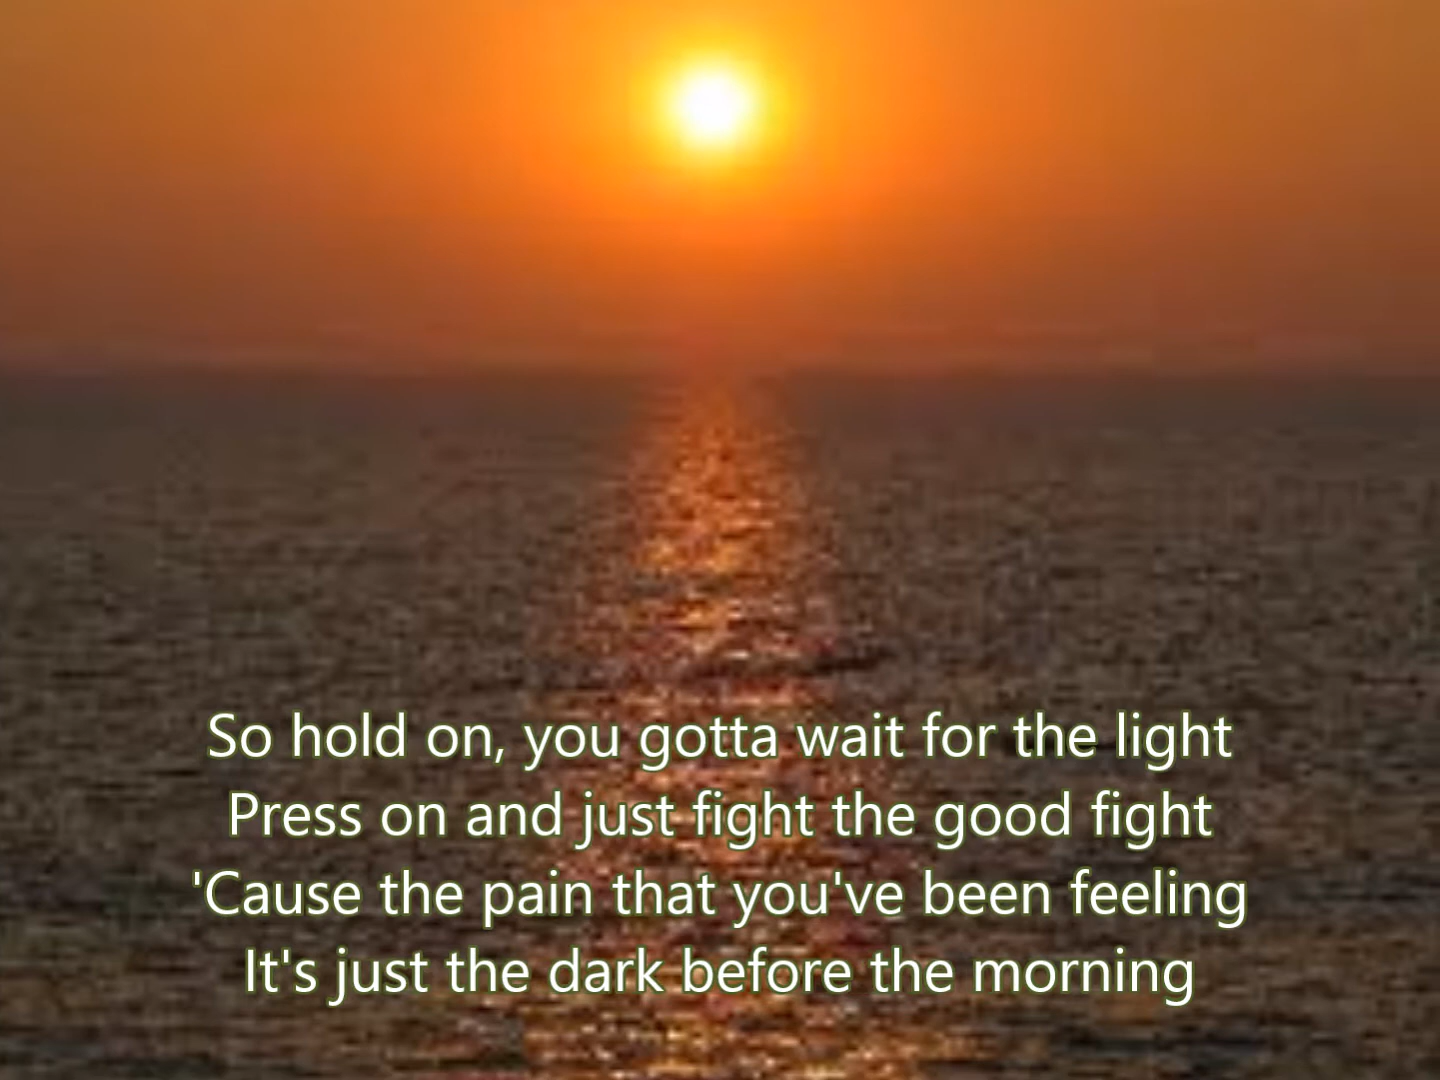 So hold on, you gotta wait for the light
Press on and just fight the good fight
'Cause the pain that you've been feeling
It's just the dark before the morning